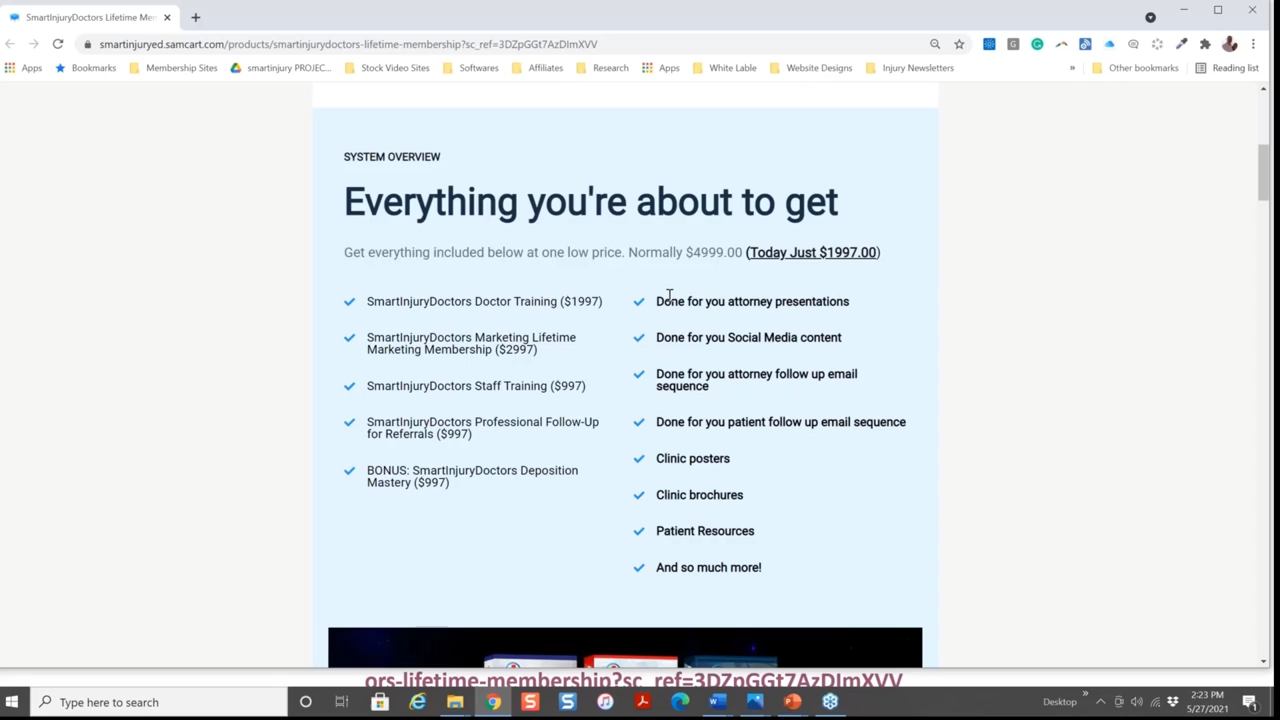 SmartInjuryDoctors Lifetime Mem
smartinjuryed.samcart.com/products/smartinjurydoctors-lifetime-membership?sc_ref=3DZpGGt7AzDlmXVV
Apps Bookmarks Membership Sites smartinjury PROJEC... Stock Video Sites Softwares Affiliates Research Apps White Lable Website Designs Injury Newsletters » Other bookmarks Reading list
SYSTEM OVERVIEW
Everything you're about to get
Get everything included below at one low price. Normally $4999.00 (Today Just $1997.00)
SmartInjuryDoctors Doctor Training ($1997)
SmartInjuryDoctors Marketing Lifetime
Marketing Membership ($2997)
SmartInjuryDoctors Staff Training ($997)
SmartInjuryDoctors Professional Follow-Up
for Referrals ($997)
BONUS: SmartInjuryDoctors Deposition
Mastery ($997)
Done for you attorney presentations
Done for you Social Media content
Done for you attorney follow up email
sequence
Done for you patient follow up email sequence
Clinic posters
Clinic brochures
Patient Resources
And so much more!
ors-lifetime-membership?sc_ref=3DZpGGt7AzDlmXVV
Type here to search
Desktop »
2:23 PM
5/27/2021